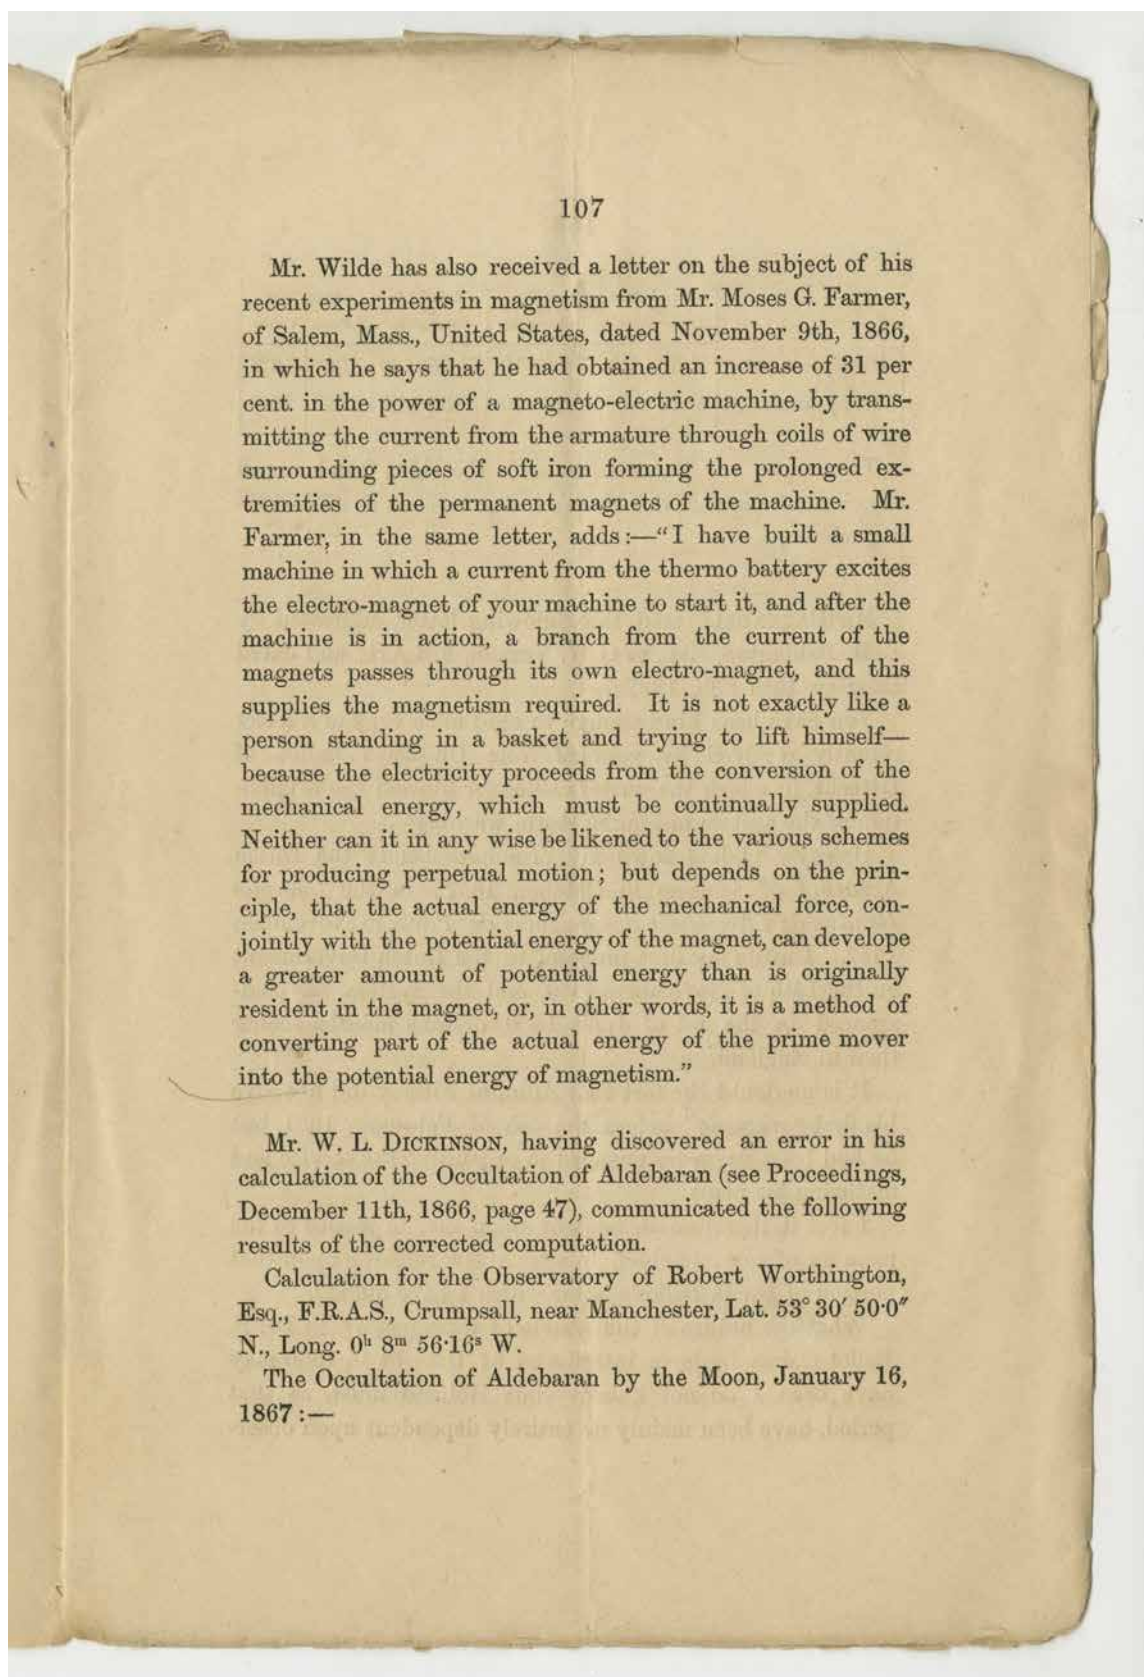 107
Mr. Wilde has also received a letter on the subject of his
recent experiments in magnetism from Mr. Moses G. Farmer,
of Salem, Mass., United States, dated November 9th, 1866,
in which he says that he had obtained an increase of 31 per
cent. in the power of a magneto-electric machine, by trans-
mitting the current from the armature through coils of wire
surrounding pieces of soft iron forming the prolonged ex-
tremities of the permanent magnets of the machine. Mr.
Farmer, in the same letter, adds:—“I have built a small
machine in which a current from the thermo battery excites
the electro-magnet of your machine to start it, and after the
machine is in action, a branch from the current of the
magnets passes through its own electro-magnet, and this
supplies the magnetism required. It is not exactly like a
person standing in a basket and trying to lift himself—
because the electricity proceeds from the conversion of the
mechanical energy, which must be continually supplied.
Neither can it in any wise be likened to the various schemes
for producing perpetual motion; but depends on the prin-
ciple, that the actual energy of the mechanical force, con-
jointly with the potential energy of the magnet, can develope
a greater amount of potential energy than is originally
resident in the magnet, or, in other words, it is a method of
converting part of the actual energy of the prime mover
into the potential energy of magnetism.”
Mr. W. L. DICKINSON, having discovered an error in his
calculation of the Occultation of Aldebaran (see Proceedings,
December 11th, 1866, page 47), communicated the following
results of the corrected computation.
Calculation for the Observatory of Robert Worthington,
Esq., F.R.A.S., Crumpsall, near Manchester, Lat. 53° 30′ 50·0″
N., Long. 0ʰ 8ᵐ 56·16ˢ W.
The Occultation of Aldebaran by the Moon, January 16,
1867:—